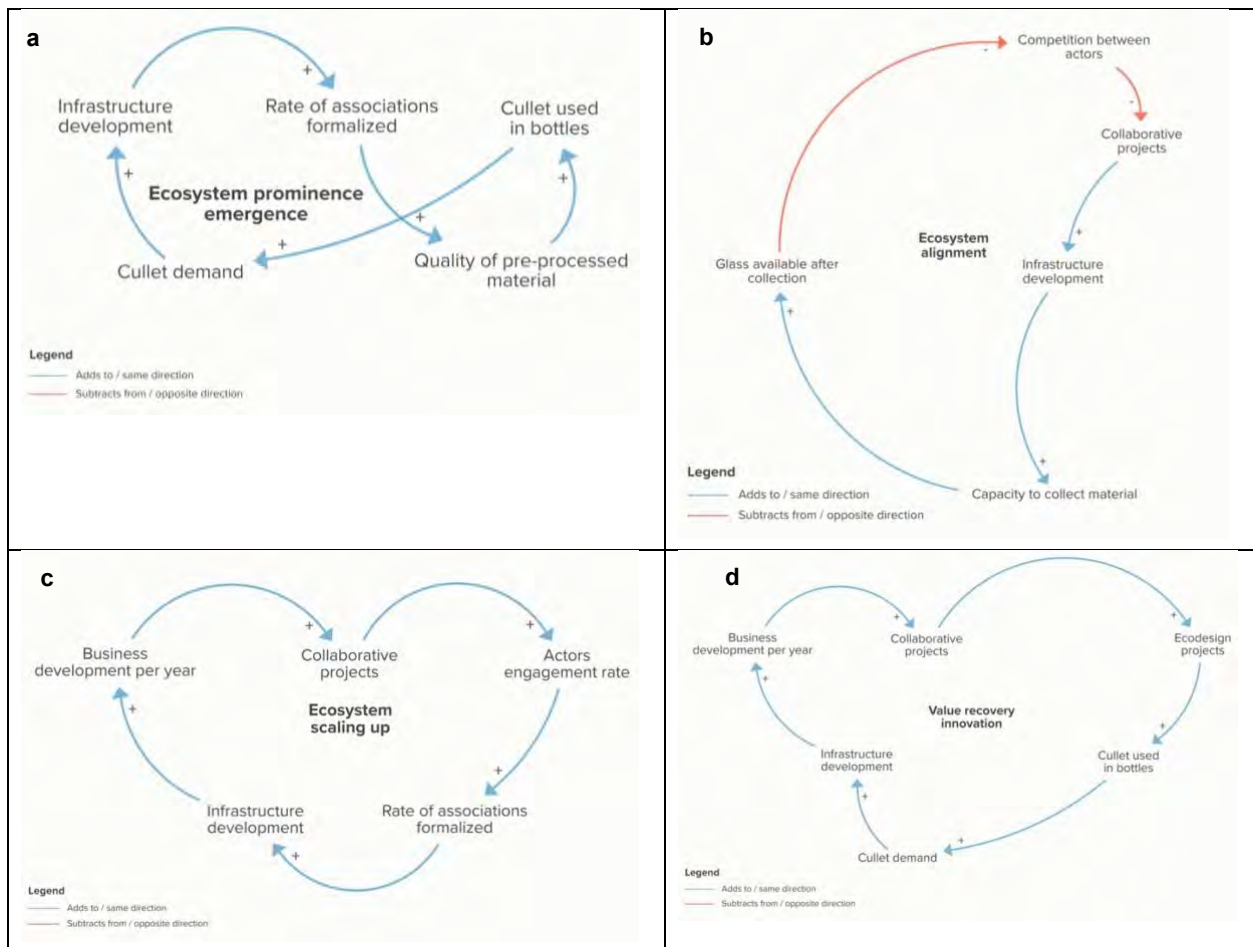 a
+
Infrastructure
development
Rate of associations
formalized
Cullet used
in bottles
+
+
Ecosystem prominence
emergence
+
+
Cullet demand
Quality of pre-processed
material
Legend
Adds to / same direction
Subtracts from / opposite direction
b
Competition between
actors
-
-
Collaborative
projects
+
Ecosystem
alignment
Glass available after
collection
Infrastructure
development
+
+
Capacity to collect material
Legend
Adds to / same direction
Subtracts from / opposite direction
c
+
+
Business
development per year
Collaborative
projects
Actors
engagement rate
+
Ecosystem
scaling up
+
Infrastructure
development
Rate of associations
formalized
+
Legend
Adds to / same direction
Subtracts from / opposite direction
d
+
+
Business
development per year
Collaborative
projects
Ecodesign
projects
+
Value recovery
innovation
+
Infrastructure
development
Cullet used
in bottles
+
+
Cullet demand
Legend
Adds to / same direction
Subtracts from / opposite direction